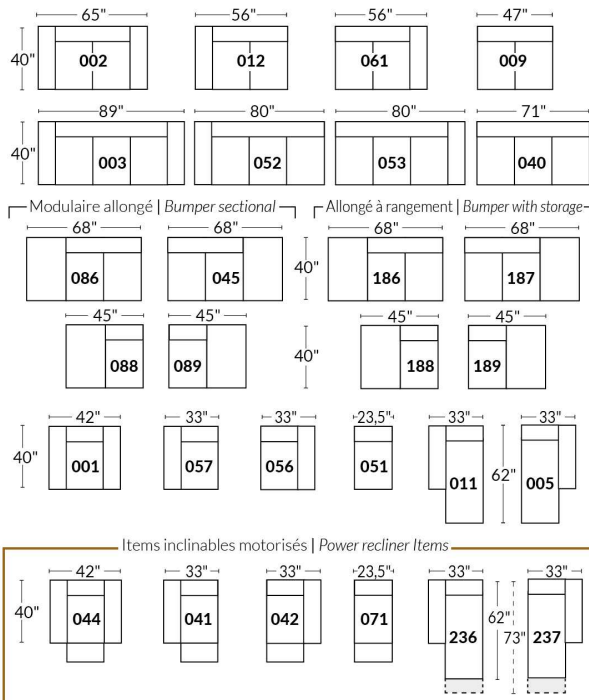 65" 56" 56" 47"
40" 002 012 061 009
89" 80" 80" 71"
40" 003 052 053 040
Modulaire allongé | Bumper sectional Allongé à rangement | Bumper with storage
68" 68" 68" 68"
086 045 40" 186 187
45" 45" 45" 45"
088 089 40" 188 189
42" 33" 33" 23,5" 33" 33"
40" 001 057 056 051 011 62" 005
Items inclinables motorisés | Power recliner Items
42" 33" 33" 23,5" 33" 33"
40" 044 041 042 071 236 62" 73" 237